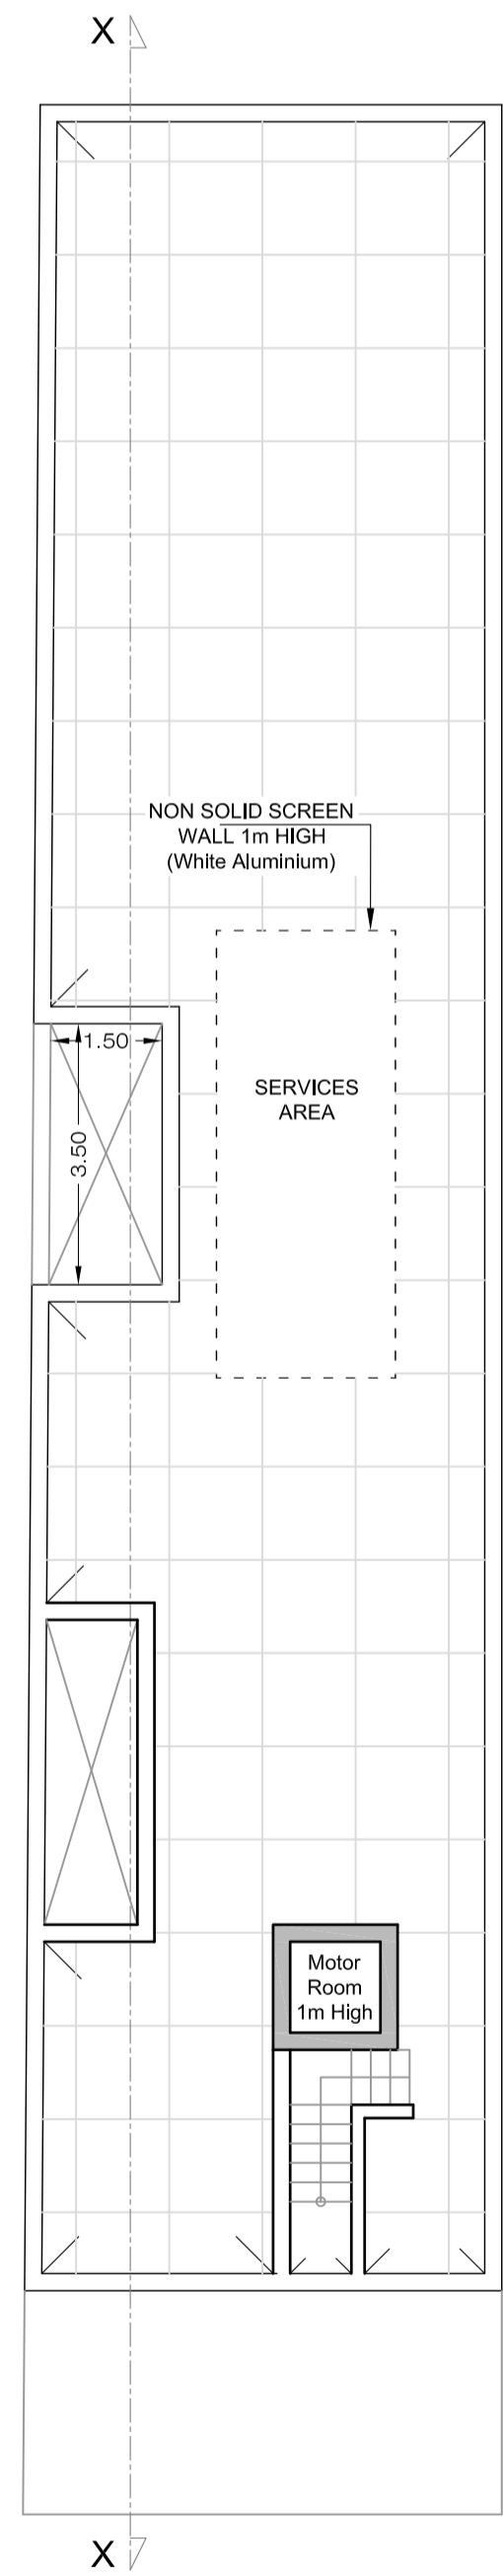 X
NON SOLID SCREEN
WALL 1m HIGH
(White Aluminium)
1.50
3.50
SERVICES
AREA
Motor
Room
1m High
X